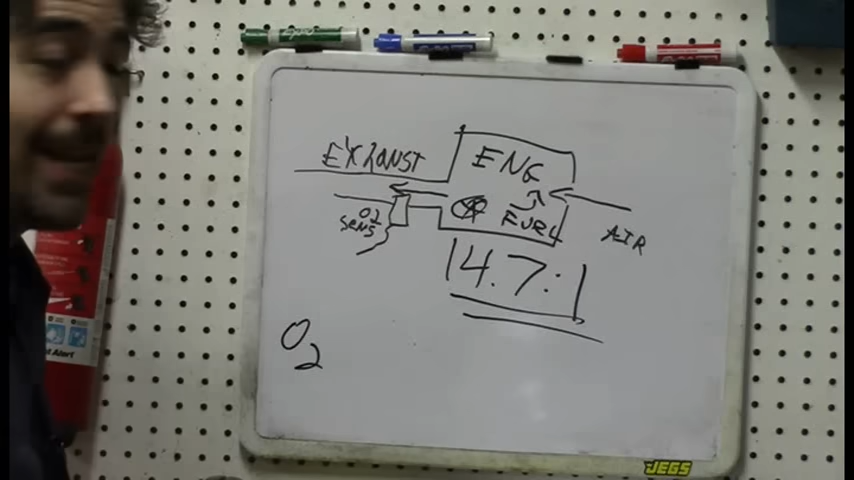 EXHAUST
ENG
O2
SENS
FUEL
AIR
14.7:1
O2
JEGS